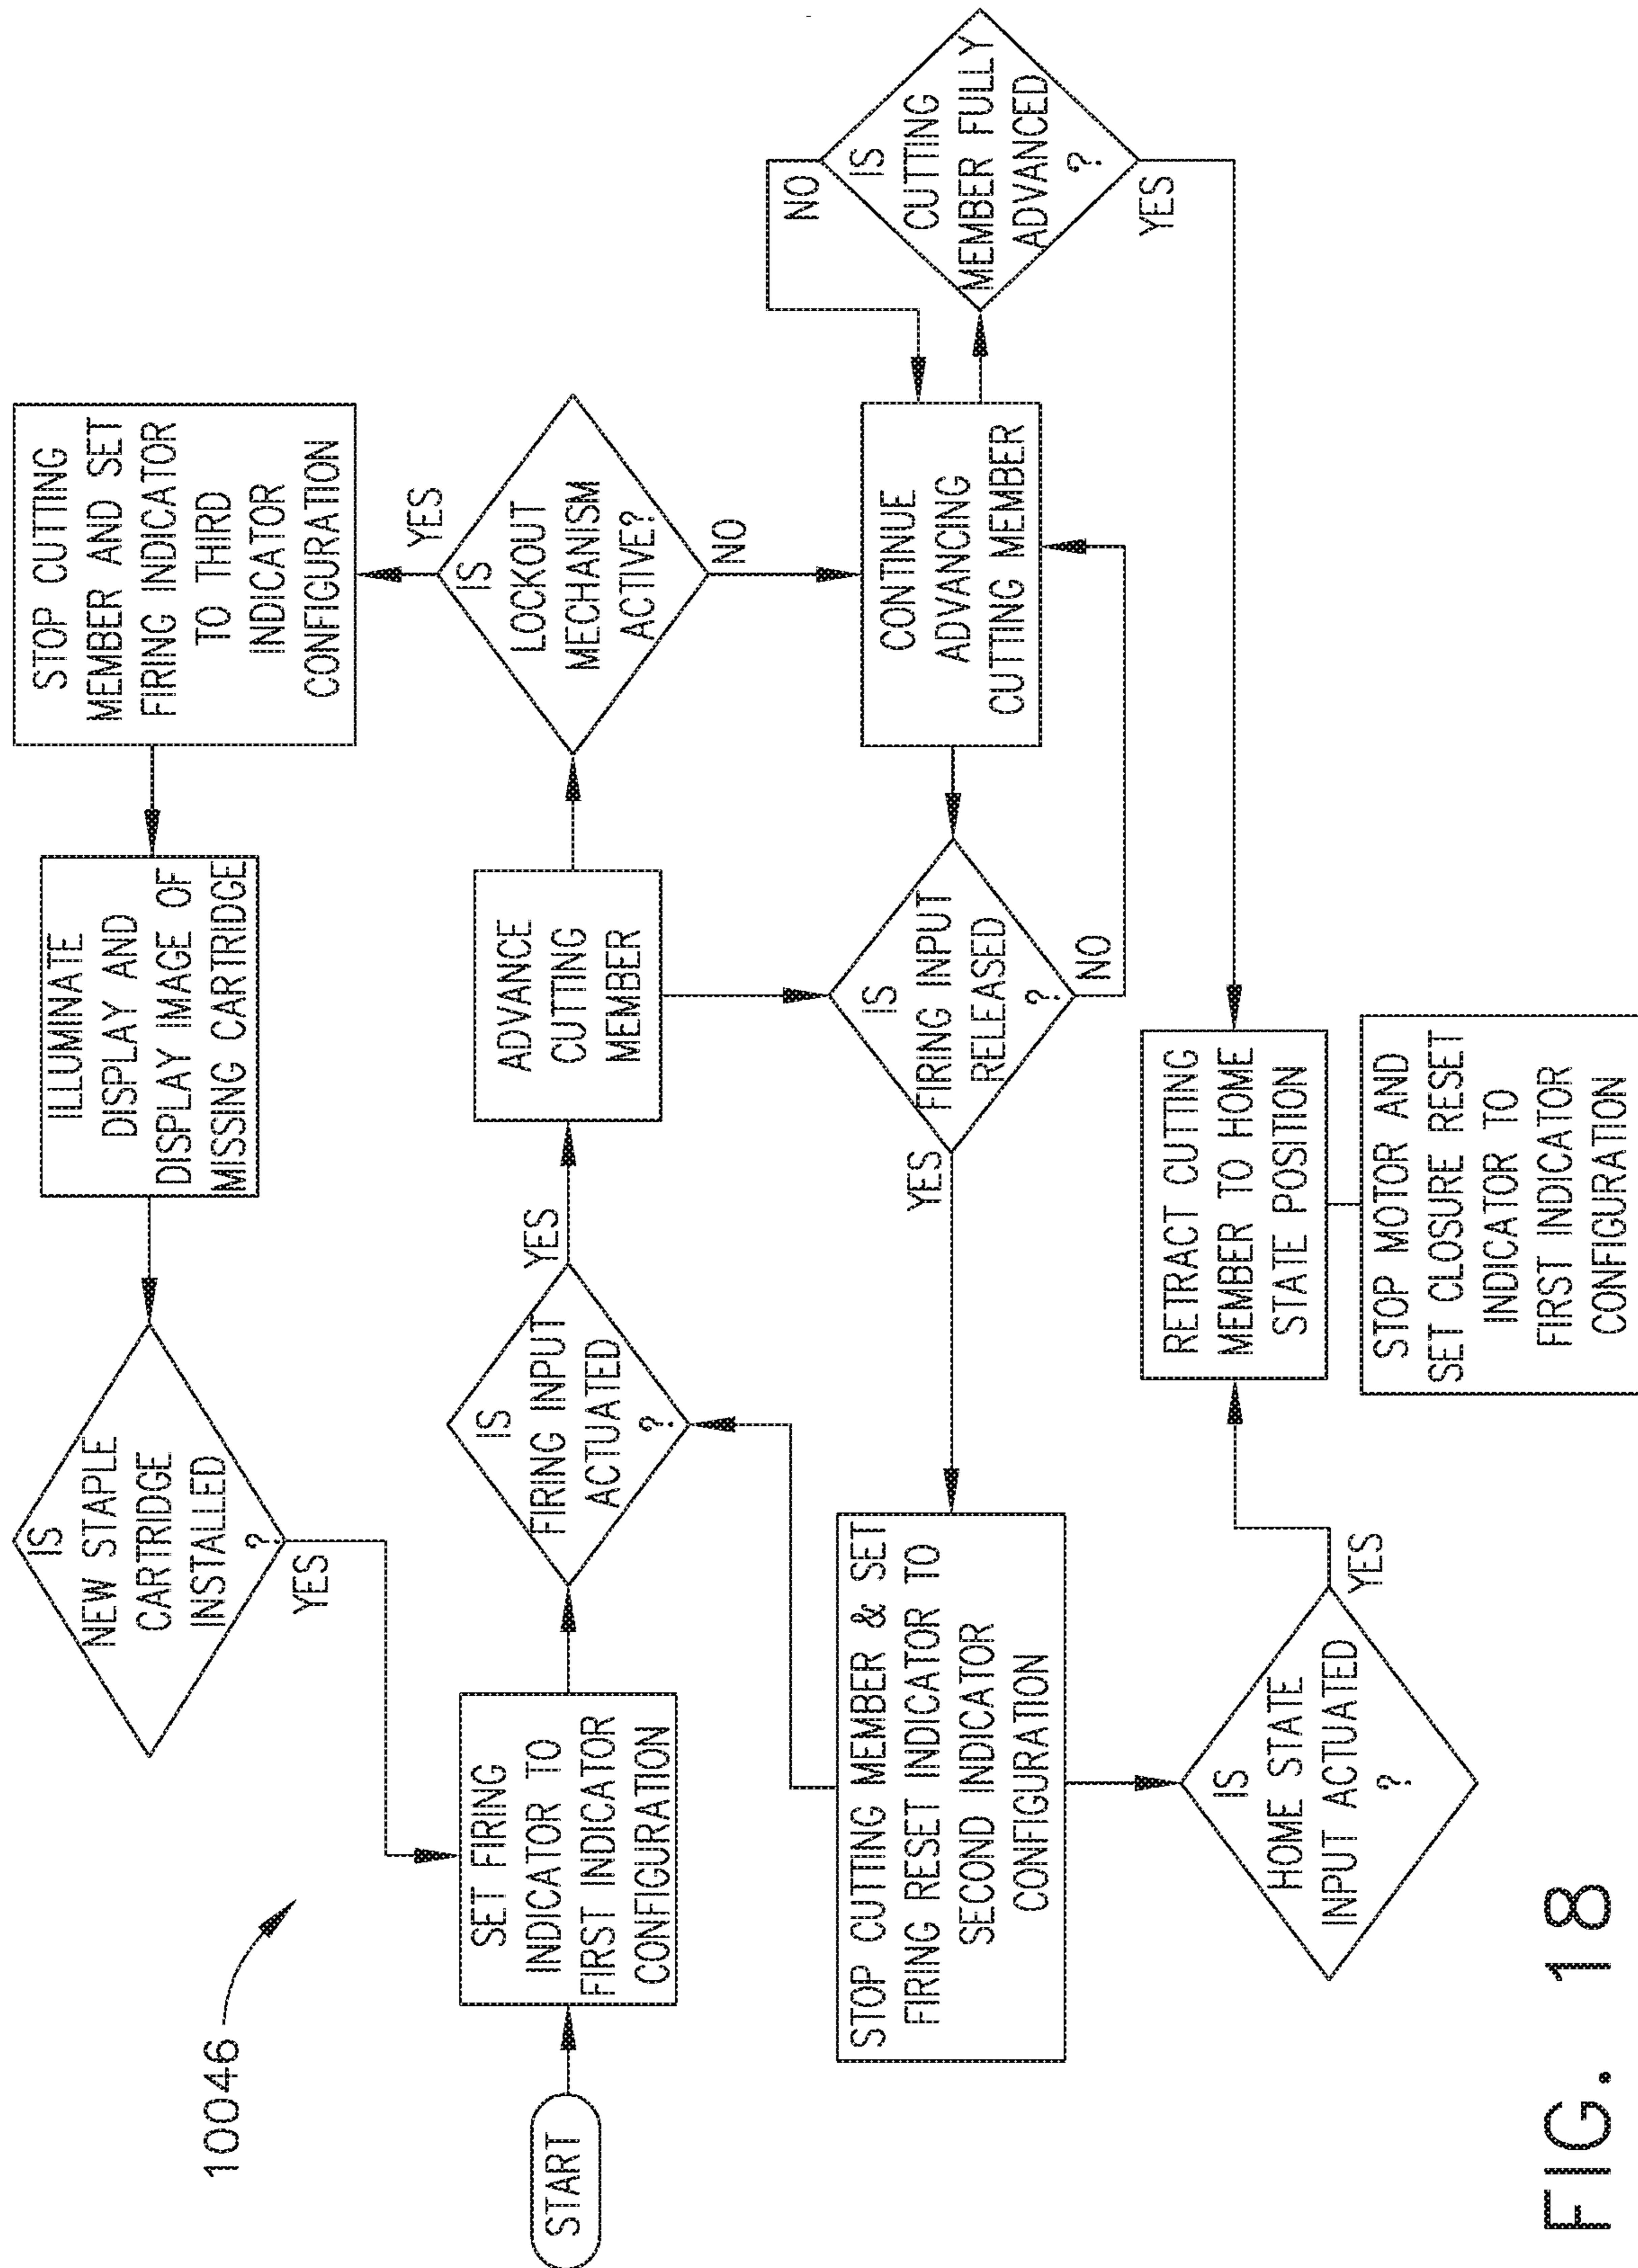 10046
START
SET FIRING
INDICATOR TO
FIRST INDICATOR
CONFIGURATION
IS
FIRING INPUT
ACTUATED
?
YES
ADVANCE
CUTTING
MEMBER
IS
LOCKOUT
MECHANISM
ACTIVE?
YES
NO
STOP CUTTING
MEMBER AND SET
FIRING INDICATOR
TO THIRD
INDICATOR
CONFIGURATION
ILLUMINATE
DISPLAY AND
DISPLAY IMAGE OF
MISSING CARTRIDGE
IS
NEW STAPLE
CARTRIDGE
INSTALLED
?
YES
CONTINUE
ADVANCING
CUTTING MEMBER
IS
CUTTING
MEMBER FULLY
ADVANCED
?
NO
YES
IS
FIRING INPUT
RELEASED
?
NO
YES
STOP CUTTING MEMBER & SET
FIRING RESET INDICATOR TO
SECOND INDICATOR
CONFIGURATION
IS
HOME STATE
INPUT ACTUATED
?
YES
RETRACT CUTTING
MEMBER TO HOME
STATE POSITION
STOP MOTOR AND
SET CLOSURE RESET
INDICATOR TO
FIRST INDICATOR
CONFIGURATION
FIG. 18